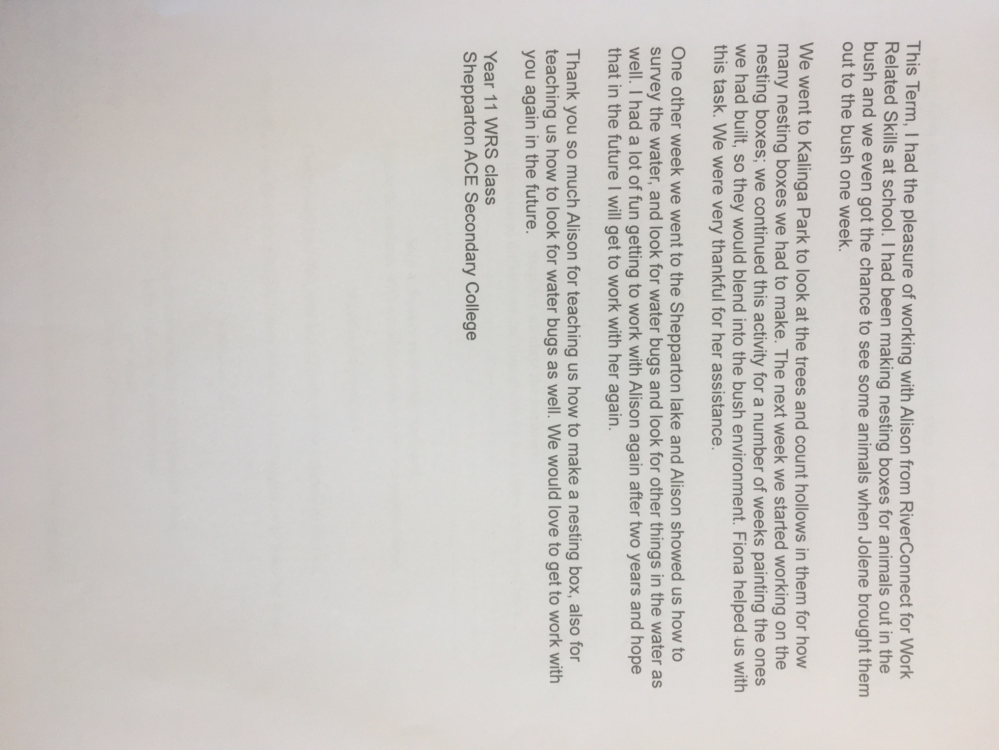 This Term, I had the pleasure of working with Alison from RiverConnect for Work
Related Skills at school. I had been making nesting boxes for animals out in the
bush and we even got the chance to see some animals when Jolene brought them
out to the bush one week.
We went to Kalinga Park to look at the trees and count hollows in them for how
many nesting boxes we had to make. The next week we started working on the
nesting boxes; we continued this activity for a number of weeks painting the ones
we had built, so they would blend into the bush environment. Fiona helped us with
this task. We were very thankful for her assistance.
One other week we went to the Shepparton lake and Alison showed us how to
survey the water, and look for water bugs and look for other things in the water as
well. I had a lot of fun getting to work with Alison again after two years and hope
that in the future I will get to work with her again.
Thank you so much Alison for teaching us how to make a nesting box, also for
teaching us how to look for water bugs as well. We would love to get to work with
you again in the future.
Year 11 WRS class
Shepparton ACE Secondary College